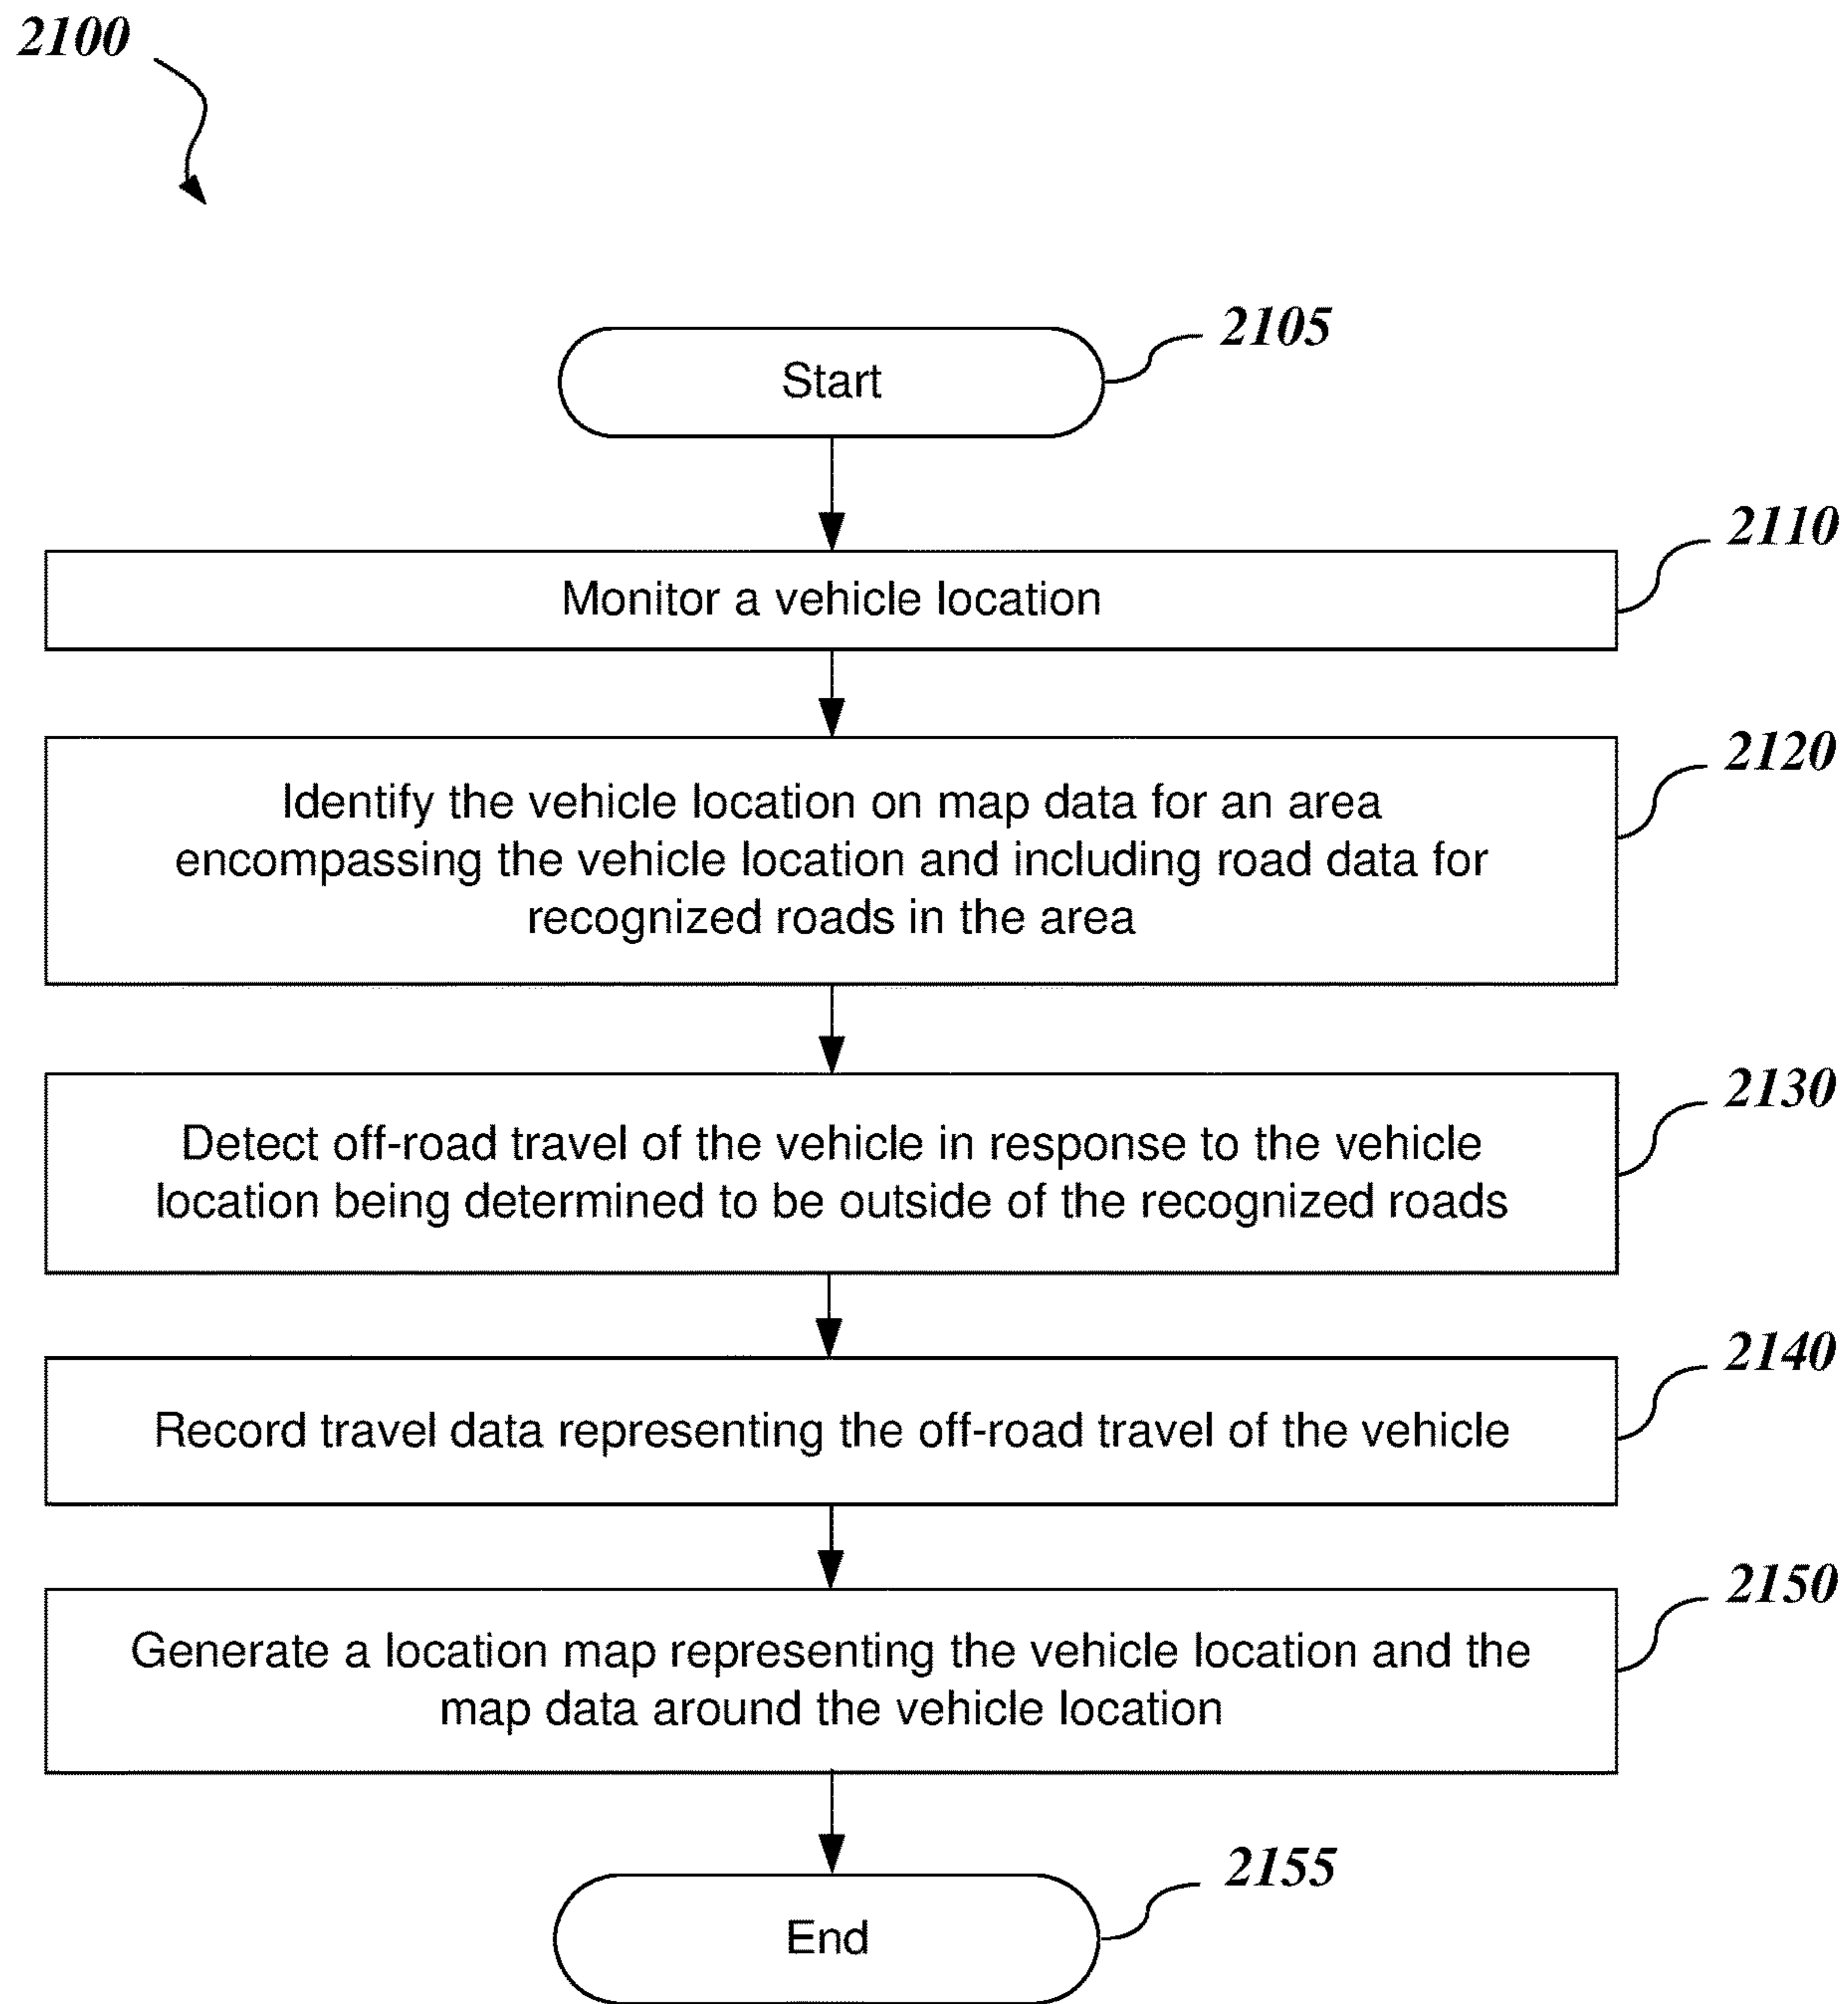 2100
Start
2105
Monitor a vehicle location
2110
Identify the vehicle location on map data for an area
encompassing the vehicle location and including road data for
recognized roads in the area
2120
Detect off-road travel of the vehicle in response to the vehicle
location being determined to be outside of the recognized roads
2130
Record travel data representing the off-road travel of the vehicle
2140
Generate a location map representing the vehicle location and the
map data around the vehicle location
2150
End
2155